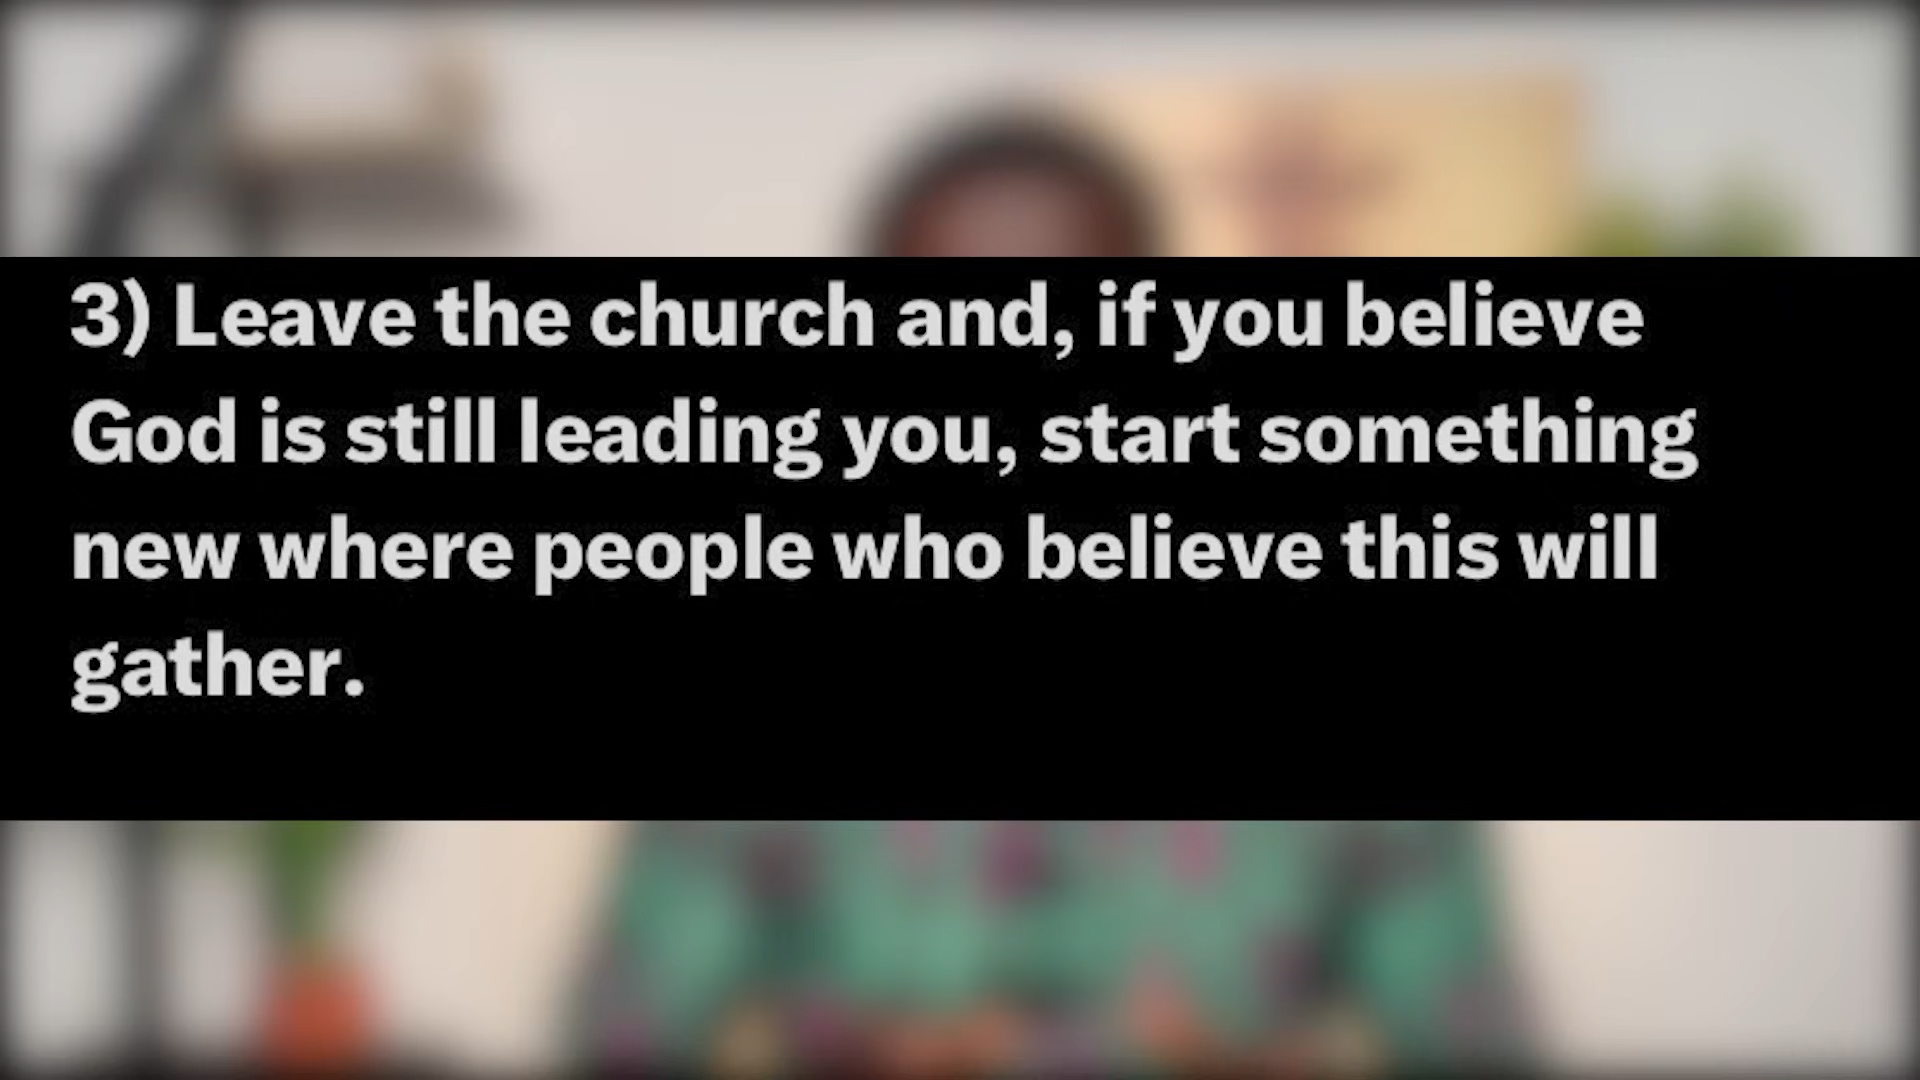 3) Leave the church and, if you believe
God is still leading you, start something
new where people who believe this will
gather.